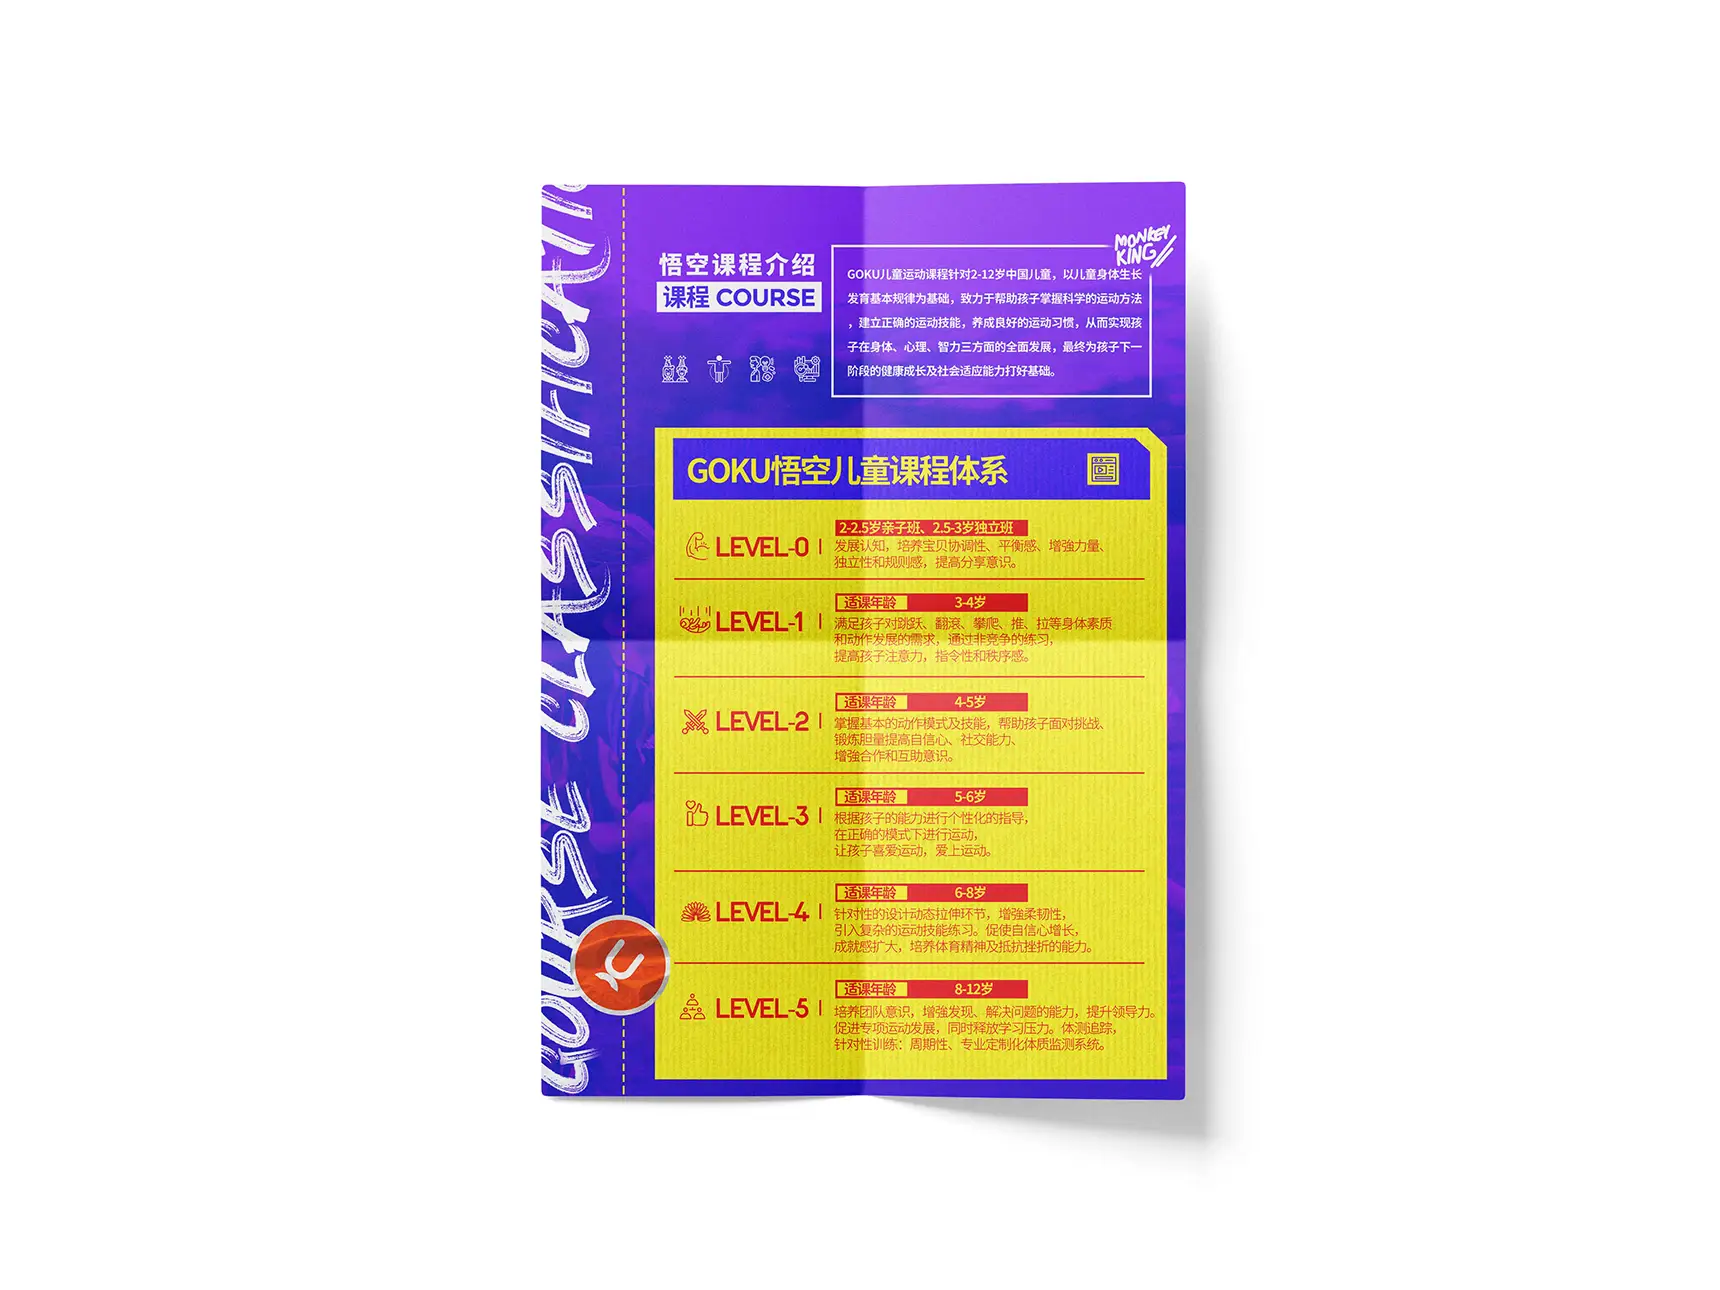 COURSE CLASSIFICATIO
悟空课程介绍
课程 COURSE
MONKEY
KING
GOKU儿童运动课程针对2-12岁中国儿童，以儿童身体生长
发育基本规律为基础，致力于帮助孩子掌握科学的运动方法
，建立正确的运动技能，养成良好的运动习惯，从而实现孩
子在身体、心理、智力三方面的全面发展，最终为孩子下一
阶段的健康成长及社会适应能力打好基础。
GOKU悟空儿童课程体系
LEVEL-0
2-2.5岁亲子班、2.5-3岁独立班
发展认知，培养宝贝协调性、平衡感、增强力量、
独立性和规则感，提高分享意识。
LEVEL-1
适课年龄 3-4岁
满足孩子对跳跃、翻滚、攀爬、推、拉等身体素质
和动作发展的需求，通过非竞争的练习，
提高孩子注意力，指令性和秩序感。
LEVEL-2
适课年龄 4-5岁
掌握基本的动作模式及技能，帮助孩子面对挑战、
锻炼胆量提高自信心、社交能力、
增强合作和互助意识。
LEVEL-3
适课年龄 5-6岁
根据孩子的能力进行个性化的指导，
在正确的模式下进行运动，
让孩子喜爱运动，爱上运动。
LEVEL-4
适课年龄 6-8岁
针对性的设计动态拉伸环节，增强柔韧性，
引入复杂的运动技能练习。促使自信心增长，
成就感扩大，培养体育精神及抵抗挫折的能力。
LEVEL-5
适课年龄 8-12岁
培养团队意识，增强发现、解决问题的能力，提升领导力。
促进专项运动发展，同时释放学习压力。体测追踪，
针对性训练：周期性、专业定制化体质监测系统。